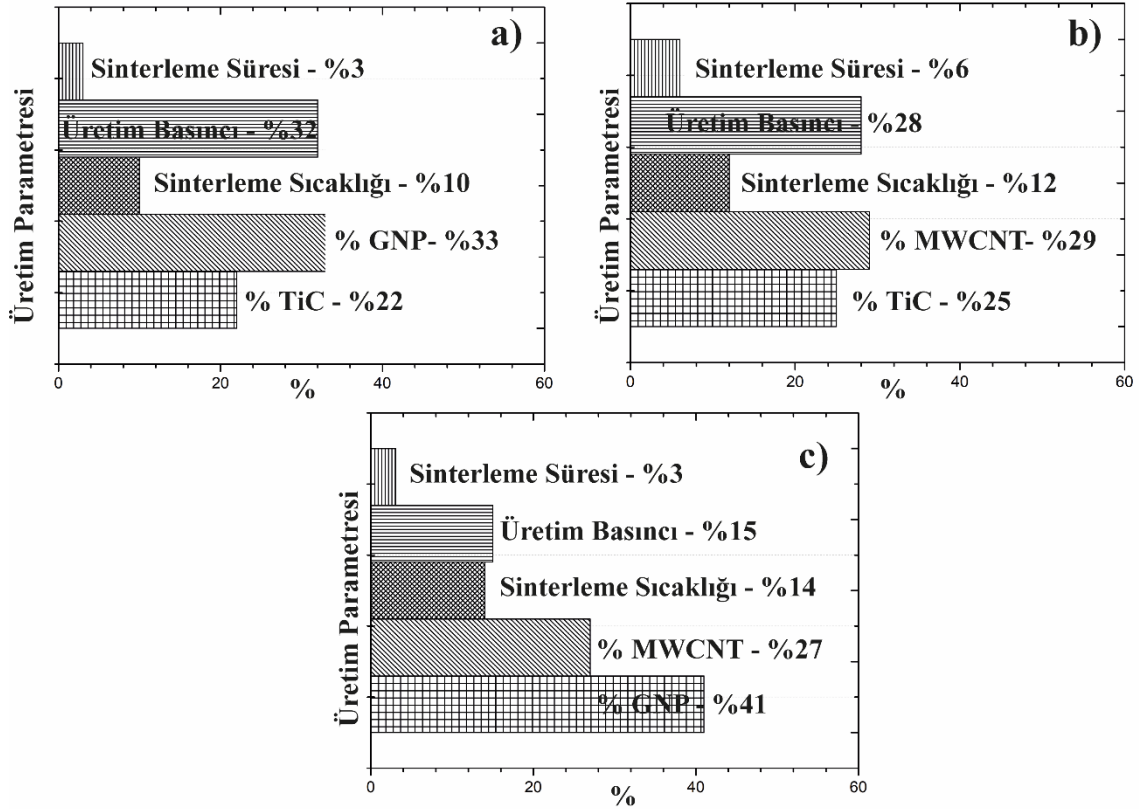 a)
Üretim Parametresi
Sinterleme Süresi - %3
Üretim Basıncı - %32
Sinterleme Sıcaklığı - %10
% GNP- %33
% TiC - %22
0 20 40 60
%
b)
Üretim Parametresi
Sinterleme Süresi - %6
Üretim Basıncı - %28
Sinterleme Sıcaklığı - %12
% MWCNT- %29
% TiC - %25
0 20 40 60
%
c)
Üretim Parametresi
Sinterleme Süresi - %3
Üretim Basıncı - %15
Sinterleme Sıcaklığı - %14
% MWCNT - %27
% GNP - %41
0 20 40 60
%